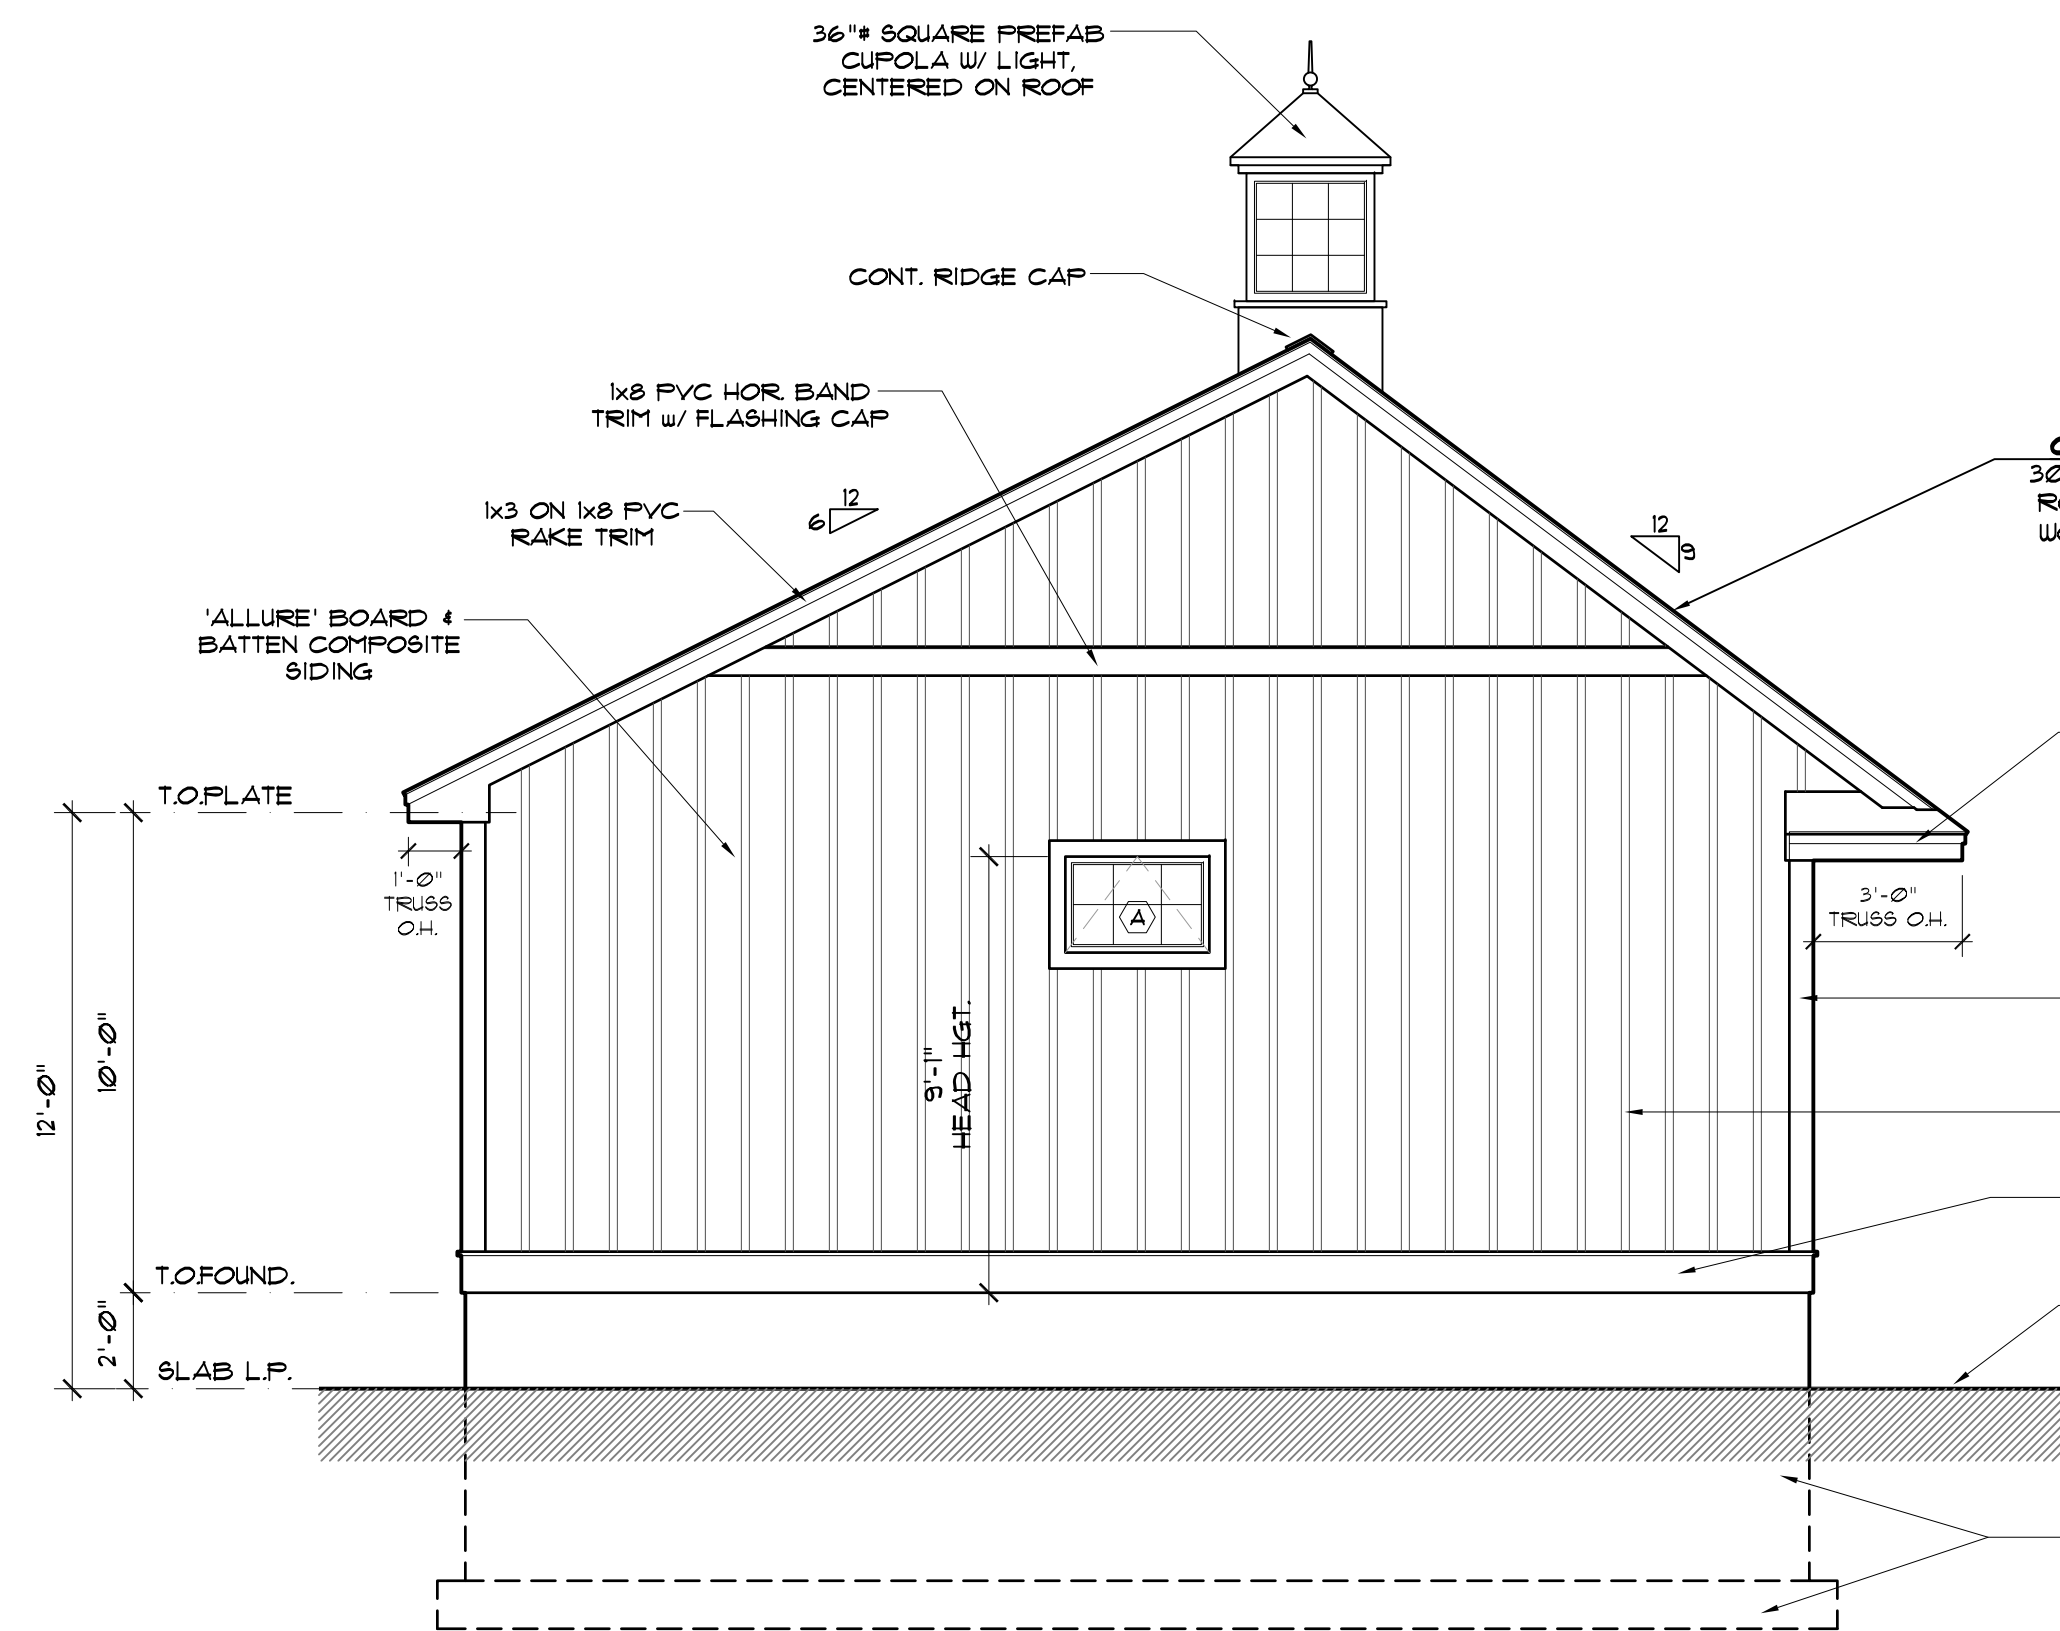 36"⌗ SQUARE PREFAB
CUPOLA W/ LIGHT,
CENTERED ON ROOF
CONT. RIDGE CAP
1x8 PVC HOR. BAND
TRIM w/ FLASHING CAP
12
6
1x3 ON 1x8 PVC
RAKE TRIM
12
9
30
'ALLURE' BOARD &
BATTEN COMPOSITE
SIDING
T.O.PLATE
1'-0"
TRUSS
O.H.
3'-0"
TRUSS O.H.
A
9'-1"
HEAD HGT.
12'-0"
10'-0"
T.O.FOUND.
2'-0"
SLAB L.P.